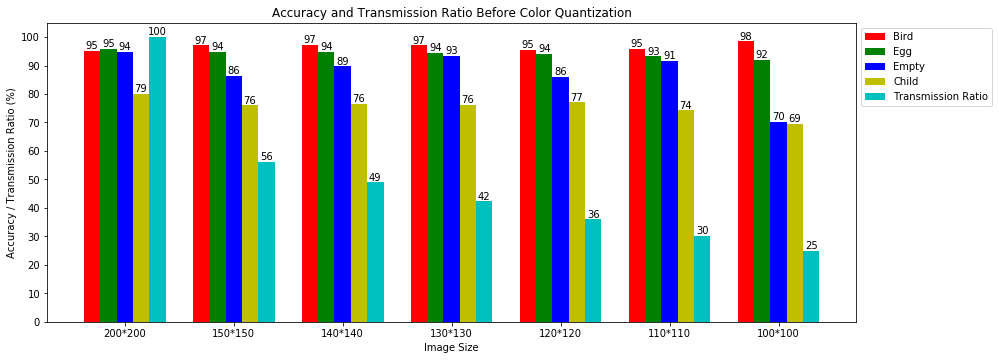 Accuracy and Transmission Ratio Before Color Quantization
Accuracy / Transmission Ratio (%)
100
90
80
70
60
50
40
30
20
10
0
95 95 94 79 100
97 94 86 76 56
97 94 89 76 49
97 94 93 76 42
95 94 86 77 36
95 93 91 74 30
98 92 70 69 25
200*200 150*150 140*140 130*130 120*120 110*110 100*100
Image Size
Bird
Egg
Empty
Child
Transmission Ratio